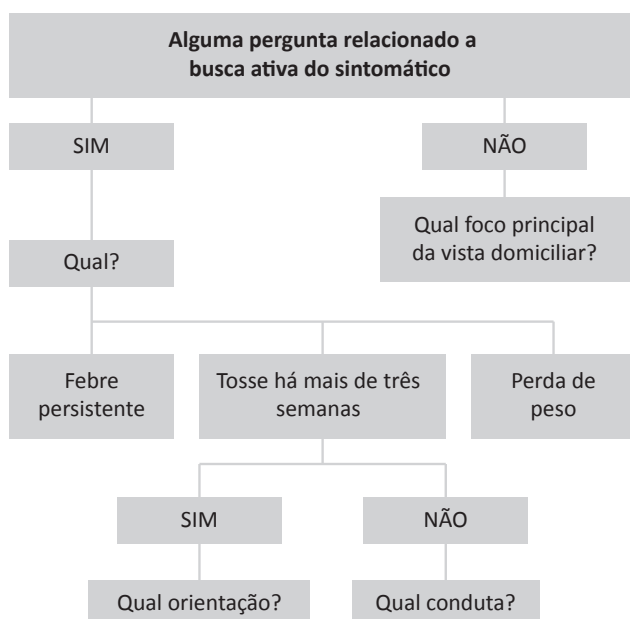 Alguma pergunta relacionado a
busca ativa do sintomático
SIM
NÃO
Qual foco principal
da vista domiciliar?
Qual?
Febre
persistente
Tosse há mais de três
semanas
Perda de
peso
SIM
NÃO
Qual orientação?
Qual conduta?